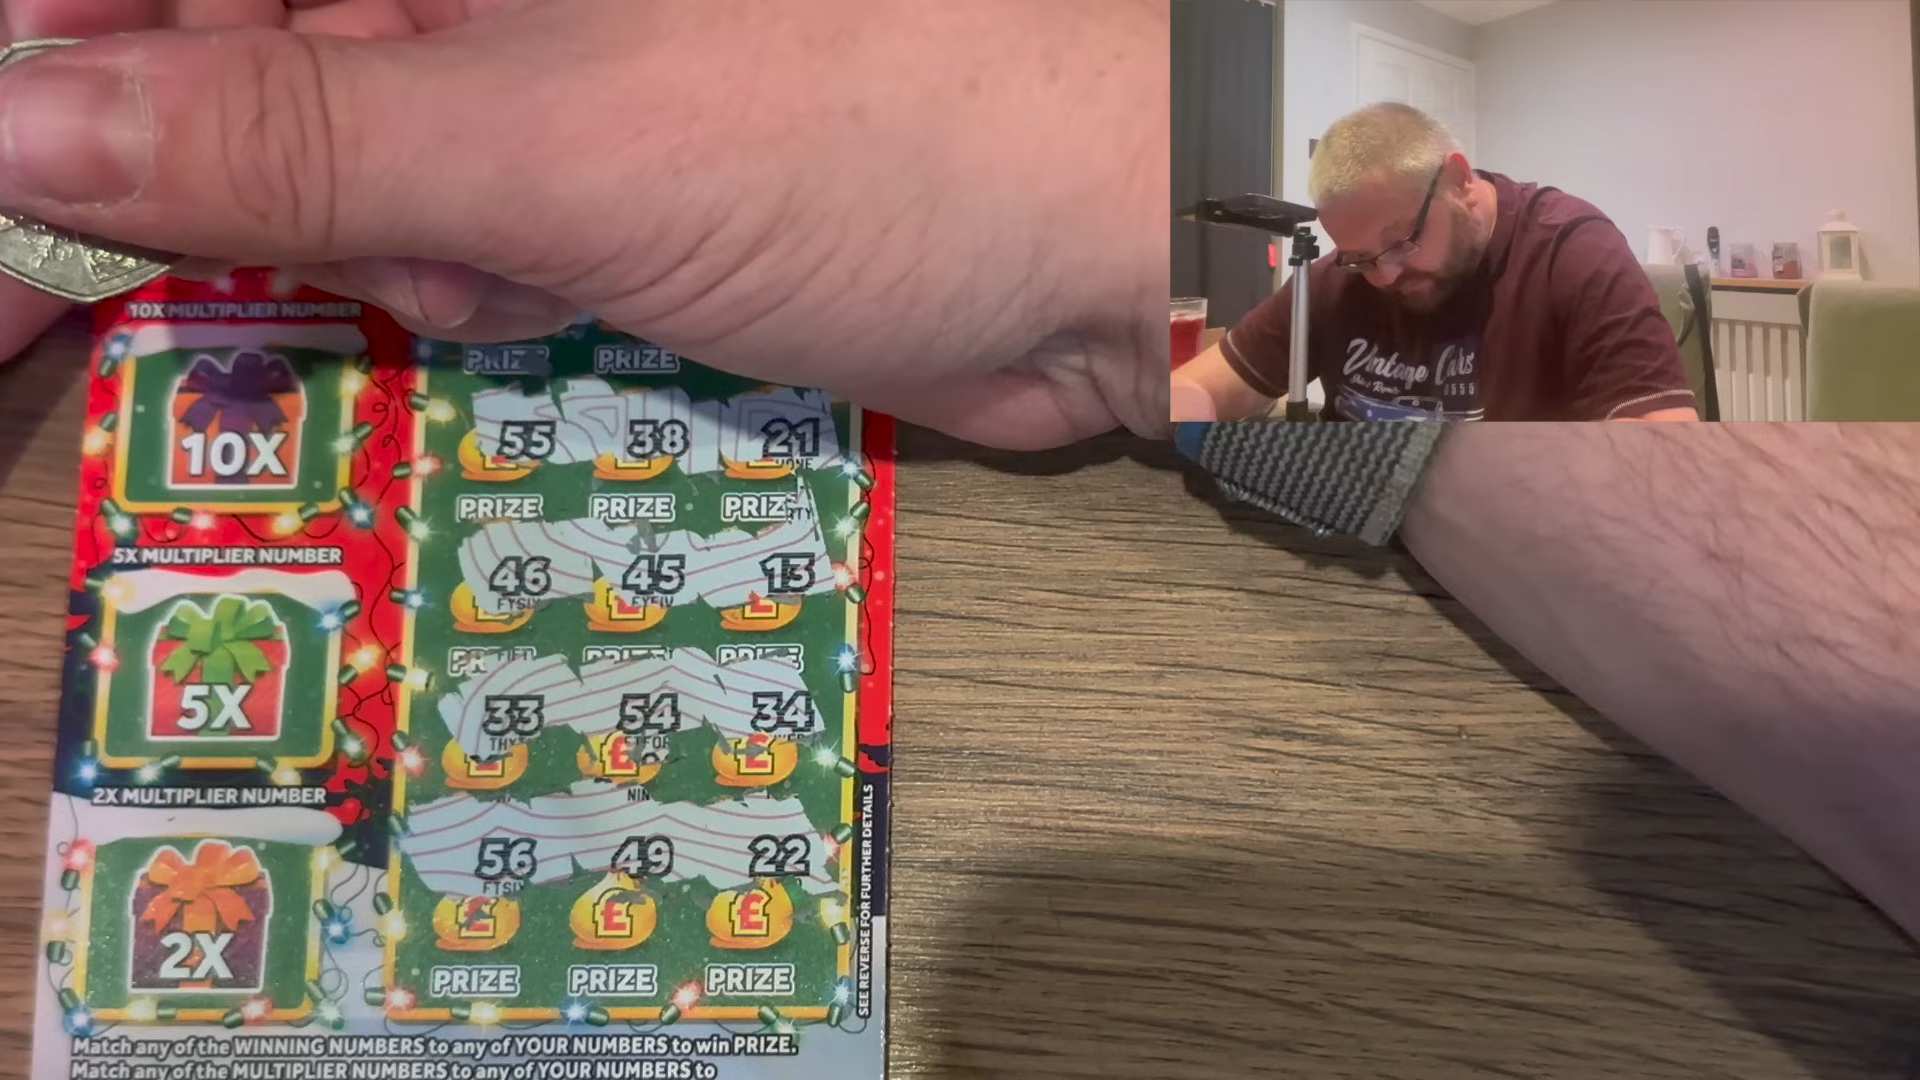 10X MULTIPLIER NUMBER
10X
PRIZE
55 38 21
PRIZE PRIZE PRIZ
46 45 13
5X MULTIPLIER NUMBER
5X
PRIZE PRIZE
33 54 34
2X MULTIPLIER NUMBER
2X
56 49 22
£ £ £
PRIZE PRIZE PRIZE
SEE REVERSE FOR FURTHER DETAILS
Match any of the WINNING NUMBERS to any of YOUR NUMBERS to win PRIZE.
Match any of the MULTIPLIER NUMBERS to any of YOUR NUMBERS to
Vintage Cars